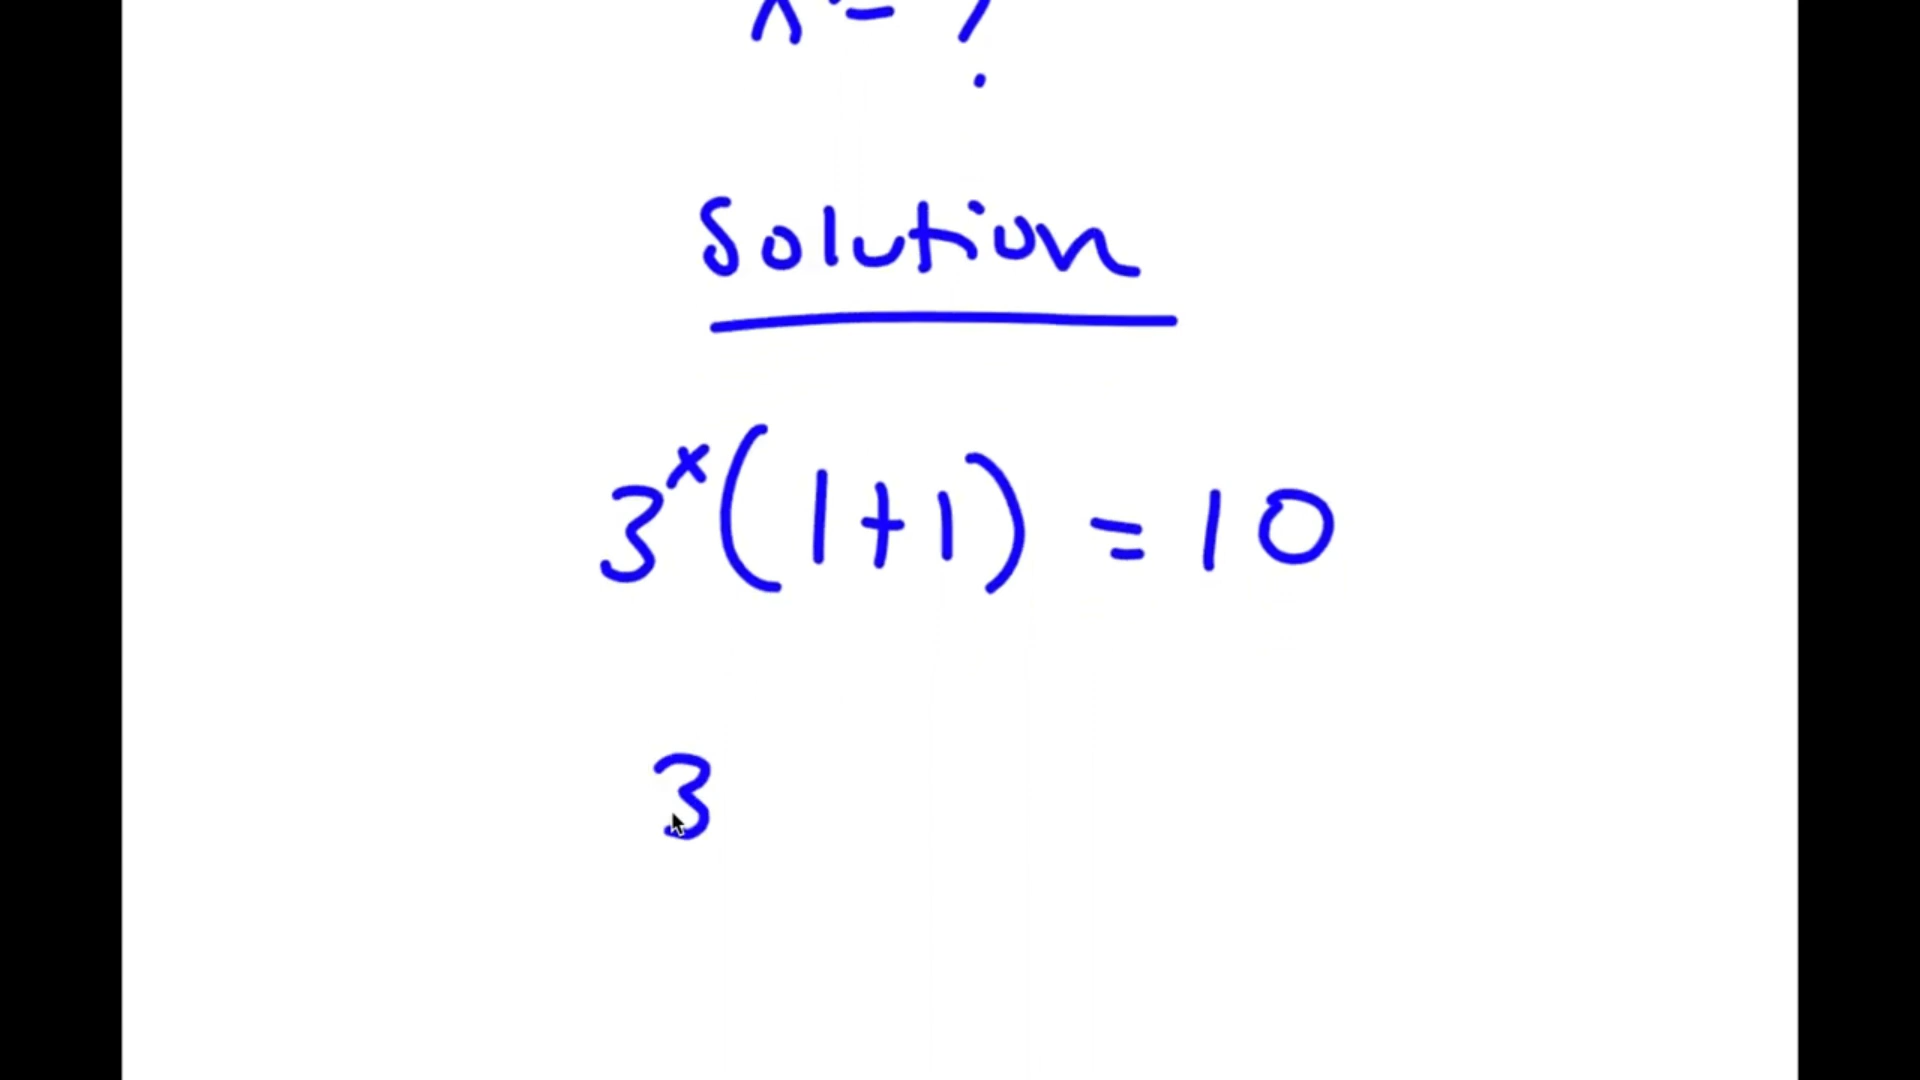 x = ?
Solution
3^x(1+1) = 10
3